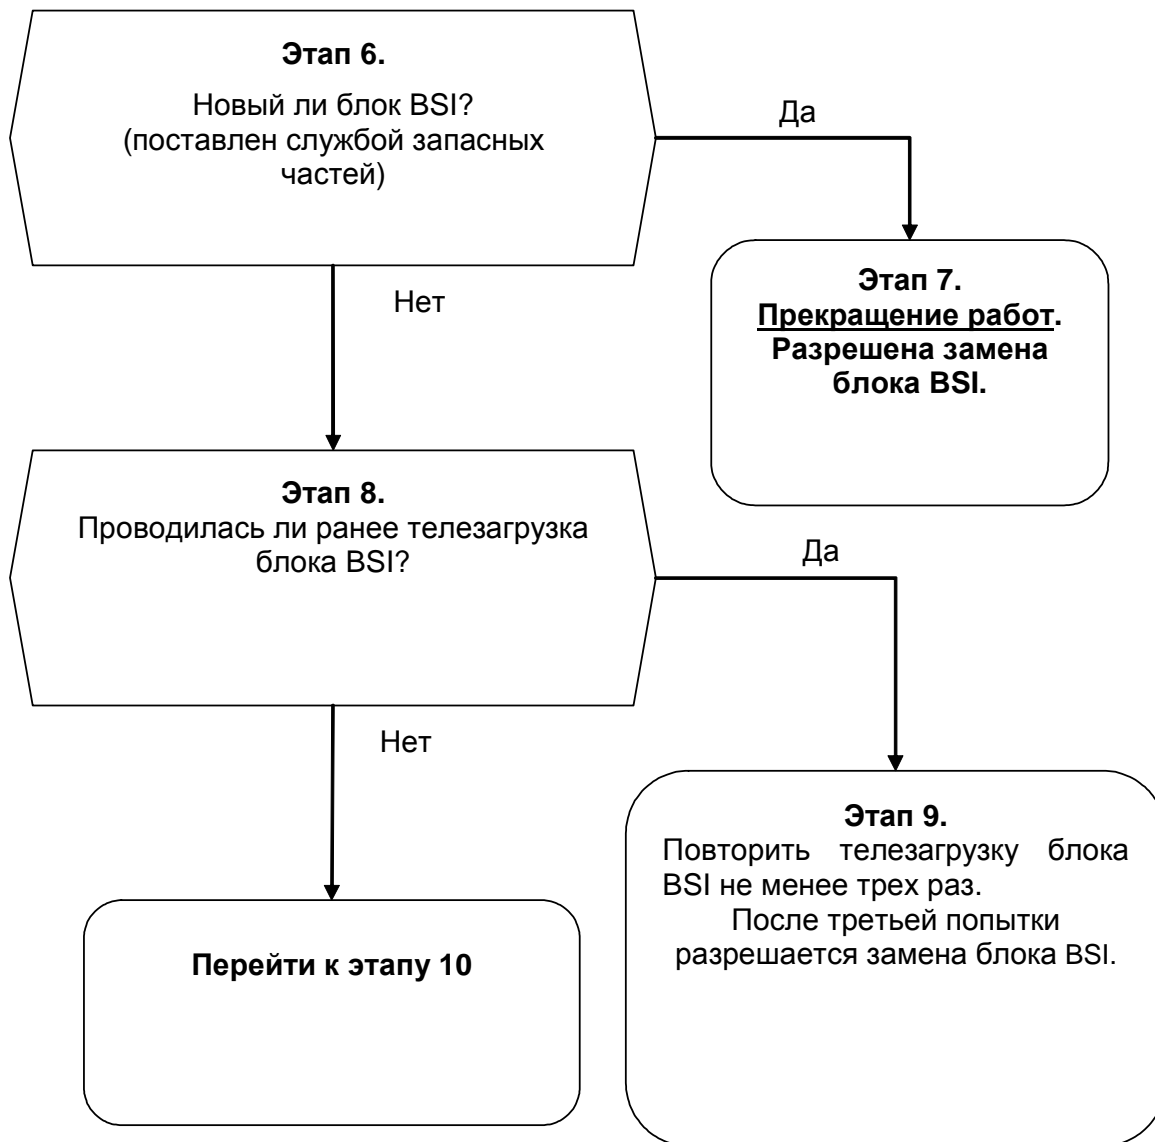 Этап 6.
Новый ли блок BSI?
(поставлен службой запасных
частей)
Да
Нет
Этап 7.
Прекращение работ.
Разрешена замена
блока BSI.
Этап 8.
Проводилась ли ранее телезагрузка
блока BSI?
Да
Нет
Этап 9.
Повторить телезагрузку блока
BSI не менее трех раз.
После третьей попытки
разрешается замена блока BSI.
Перейти к этапу 10